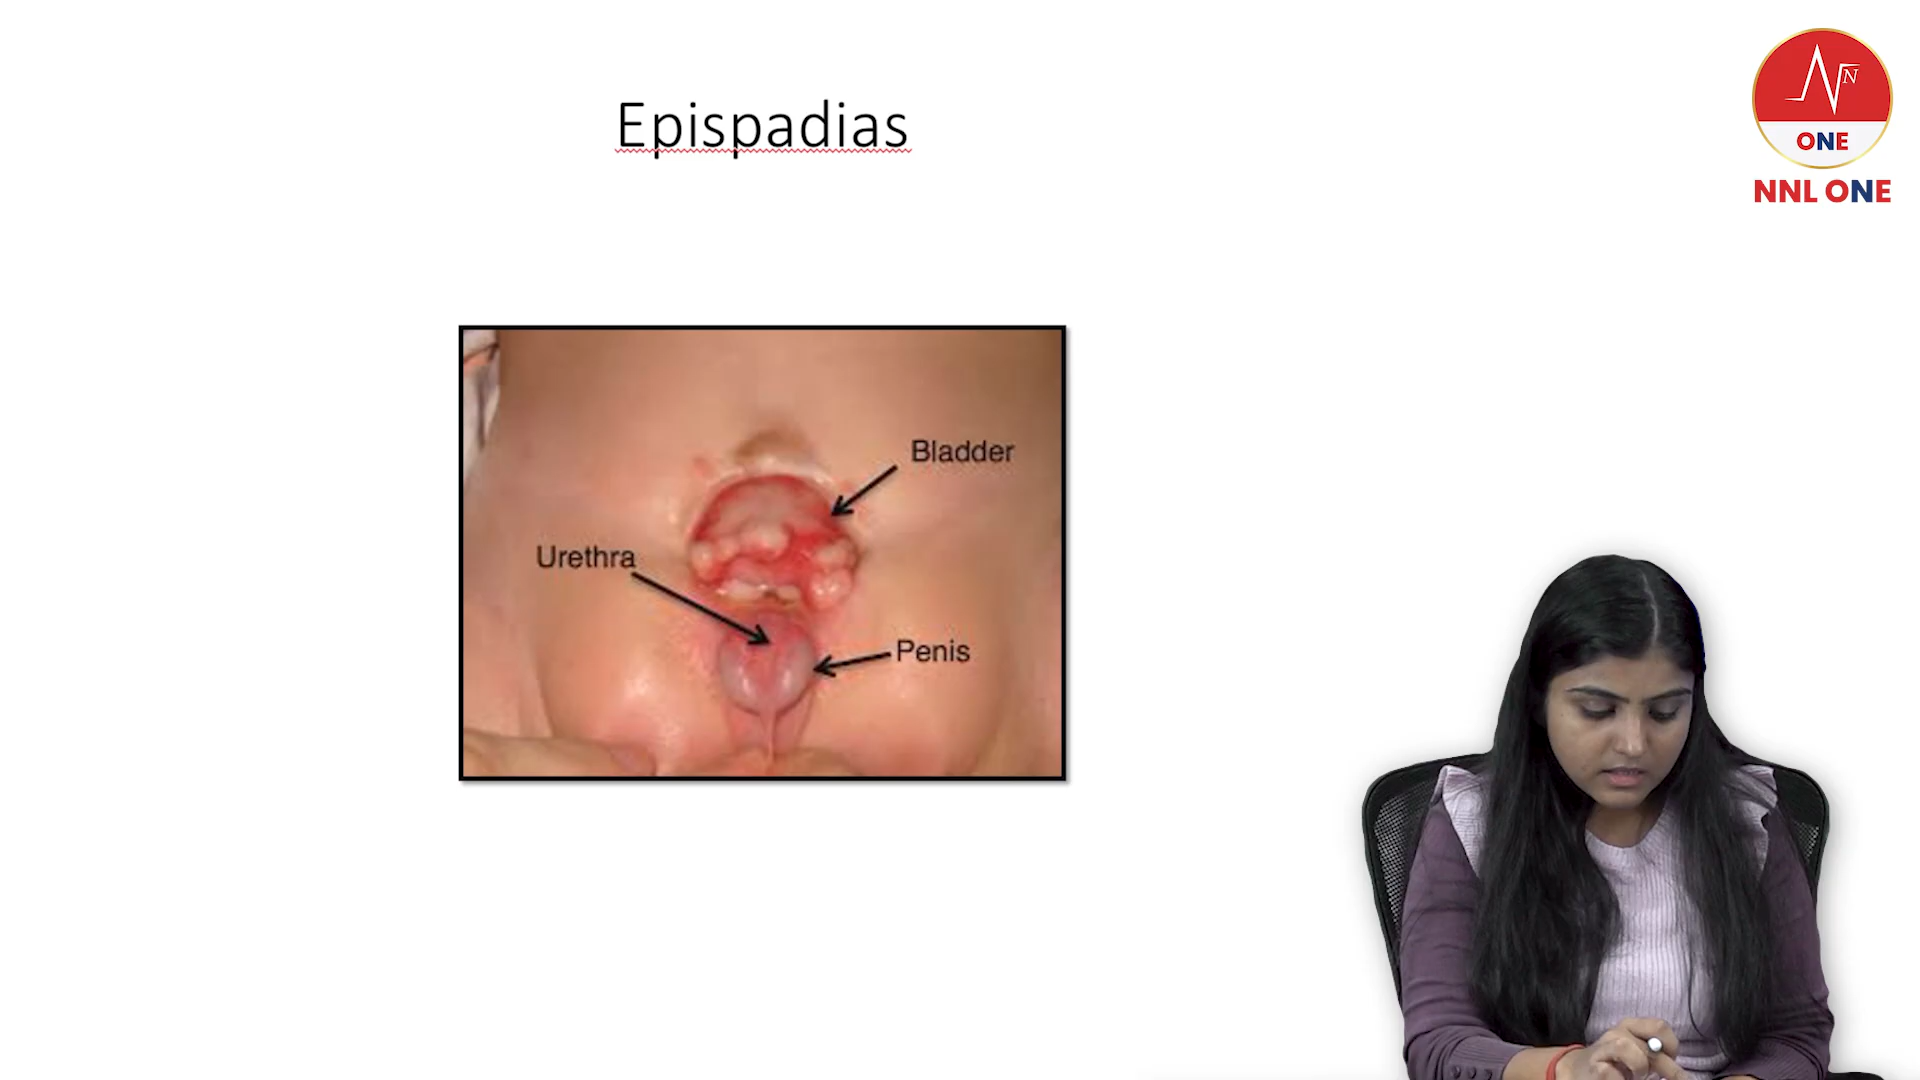 Epispadias
N
ONE
NNL ONE
Bladder
Urethra
Penis